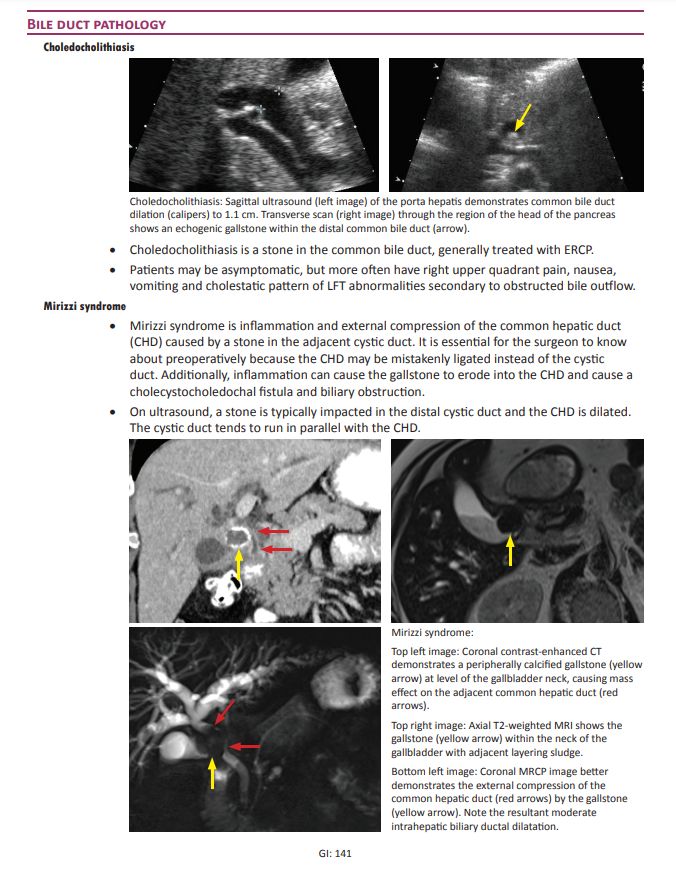 BILE DUCT PATHOLOGY
Choledocholithiasis
Choledocholithiasis: Sagittal ultrasound (left image) of the porta hepatis demonstrates common bile duct
dilation (calipers) to 1.1 cm. Transverse scan (right image) through the region of the head of the pancreas
shows an echogenic gallstone within the distal common bile duct (arrow).
• Choledocholithiasis is a stone in the common bile duct, generally treated with ERCP.
• Patients may be asymptomatic, but more often have right upper quadrant pain, nausea,
vomiting and cholestatic pattern of LFT abnormalities secondary to obstructed bile outflow.
Mirizzi syndrome
• Mirizzi syndrome is inflammation and external compression of the common hepatic duct
(CHD) caused by a stone in the adjacent cystic duct. It is essential for the surgeon to know
about preoperatively because the CHD may be mistakenly ligated instead of the cystic
duct. Additionally, inflammation can cause the gallstone to erode into the CHD and cause a
cholecystocholedochal fistula and biliary obstruction.
• On ultrasound, a stone is typically impacted in the distal cystic duct and the CHD is dilated.
The cystic duct tends to run in parallel with the CHD.
Mirizzi syndrome:
Top left image: Coronal contrast-enhanced CT
demonstrates a peripherally calcified gallstone (yellow
arrow) at level of the gallbladder neck, causing mass
effect on the adjacent common hepatic duct (red
arrows).
Top right image: Axial T2-weighted MRI shows the
gallstone (yellow arrow) within the neck of the
gallbladder with adjacent layering sludge.
Bottom left image: Coronal MRCP image better
demonstrates the external compression of the
common hepatic duct (red arrows) by the gallstone
(yellow arrow). Note the resultant moderate
intrahepatic biliary ductal dilatation.
GI: 141